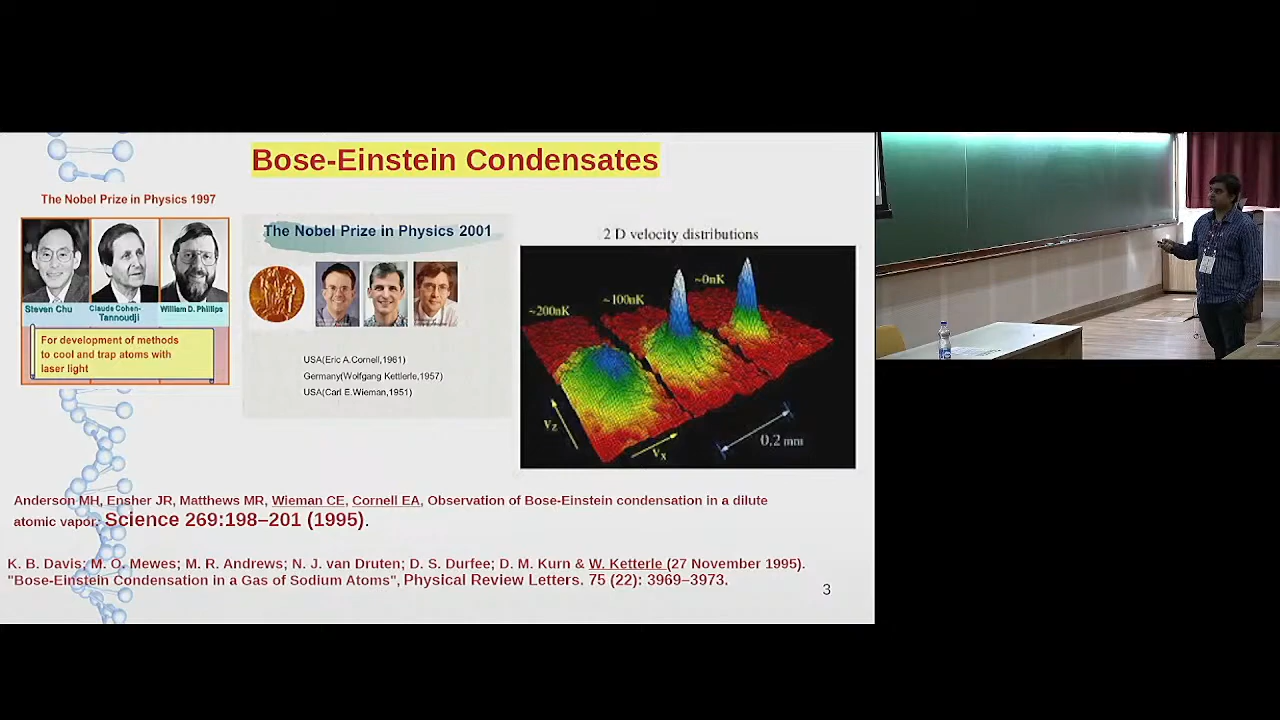 Bose-Einstein Condensates
The Nobel Prize in Physics 1997
Steven Chu
Claude Cohen-
Tannoudji
William D. Phillips
For development of methods
to cool and trap atoms with
laser light
The Nobel Prize in Physics 2001
USA(Eric A.Cornell,1961)
Germany(Wolfgang Kettlerle,1957)
USA(Carl E.Wieman,1951)
2 D velocity distributions
~200nK
~100nK
~0nK
Vz
Vx
0.2 mm
Anderson MH, Ensher JR, Matthews MR, Wieman CE, Cornell EA, Observation of Bose-Einstein condensation in a dilute
atomic vapor. Science 269:198–201 (1995).
K. B. Davis; M. O. Mewes; M. R. Andrews; N. J. van Druten; D. S. Durfee; D. M. Kurn & W. Ketterle (27 November 1995).
"Bose-Einstein Condensation in a Gas of Sodium Atoms", Physical Review Letters. 75 (22): 3969–3973.
3